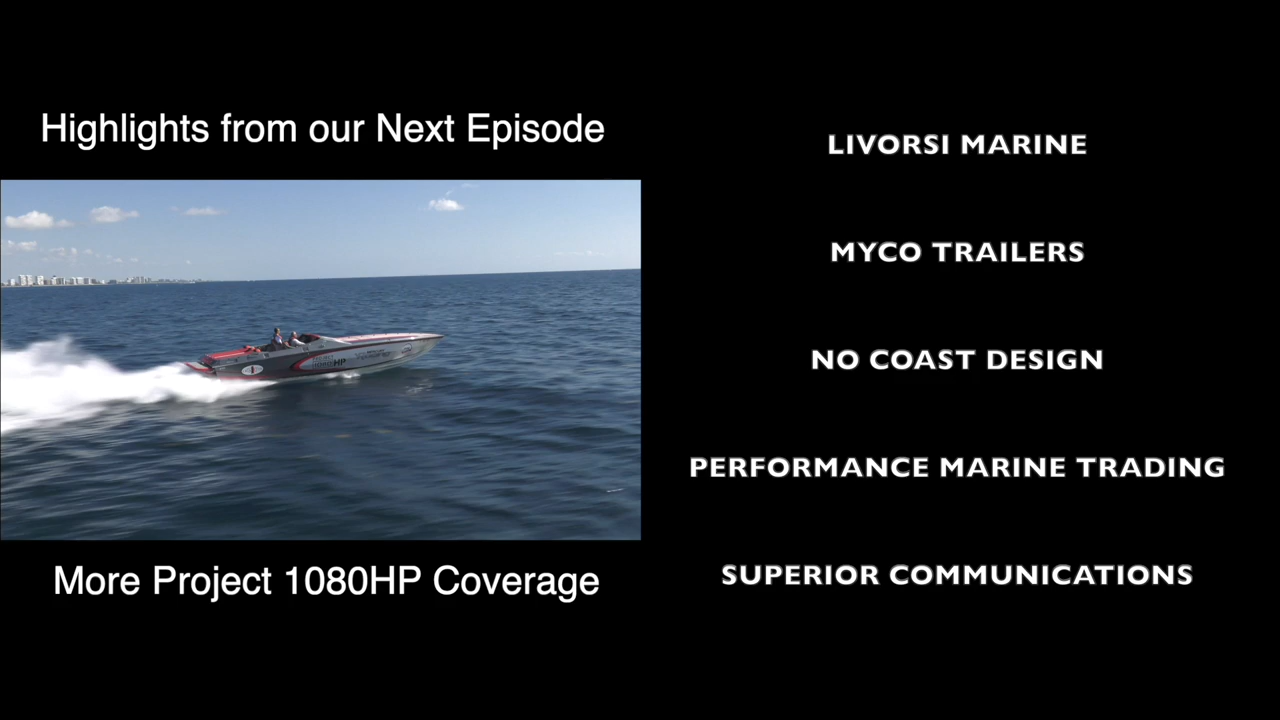 Highlights from our Next Episode
More Project 1080HP Coverage
LIVORSI MARINE
MYCO TRAILERS
NO COAST DESIGN
PERFORMANCE MARINE TRADING
SUPERIOR COMMUNICATIONS